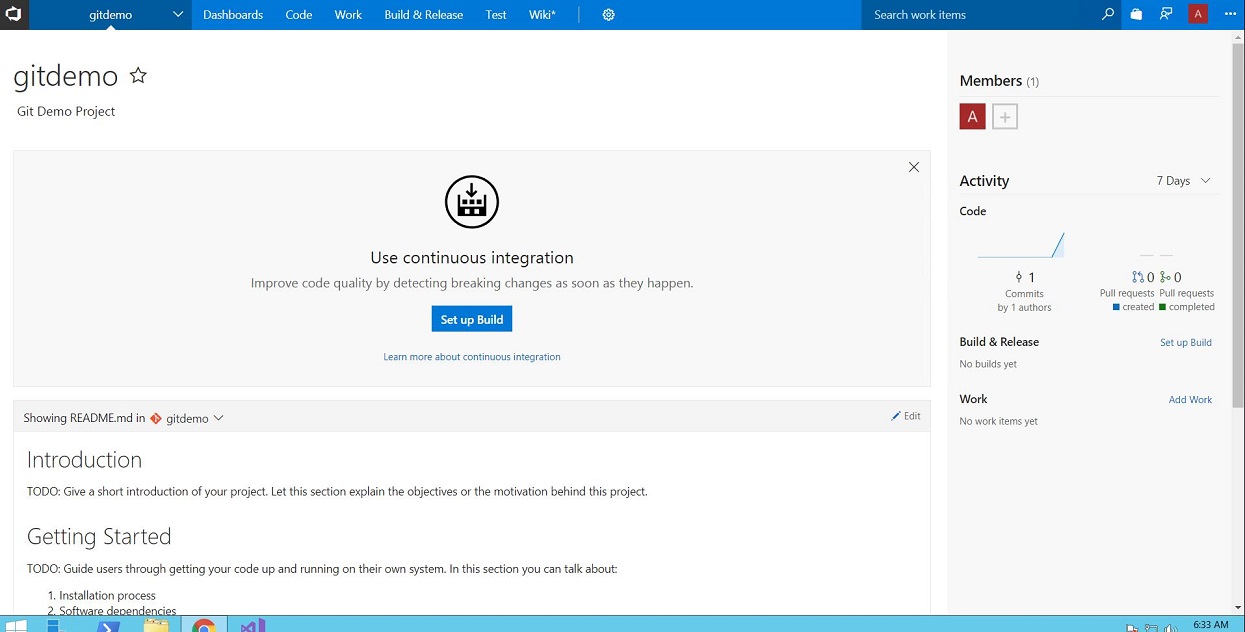 gitdemo Dashboards Code Work Build & Release Test Wiki* Search work items A
gitdemo
Git Demo Project
Use continuous integration
Improve code quality by detecting breaking changes as soon as they happen.
Set up Build
Learn more about continuous integration
Showing README.md in gitdemo Edit
Introduction
TODO: Give a short introduction of your project. Let this section explain the objectives or the motivation behind this project.
Getting Started
TODO: Guide users through getting your code up and running on their own system. In this section you can talk about:
1. Installation process
2. Software dependencies
Members (1)
A +
Activity 7 Days
Code
1
Commits
by 1 authors
0 0
Pull requests Pull requests
created completed
Build & Release Set up Build
No builds yet
Work Add Work
No work items yet
6:33 AM